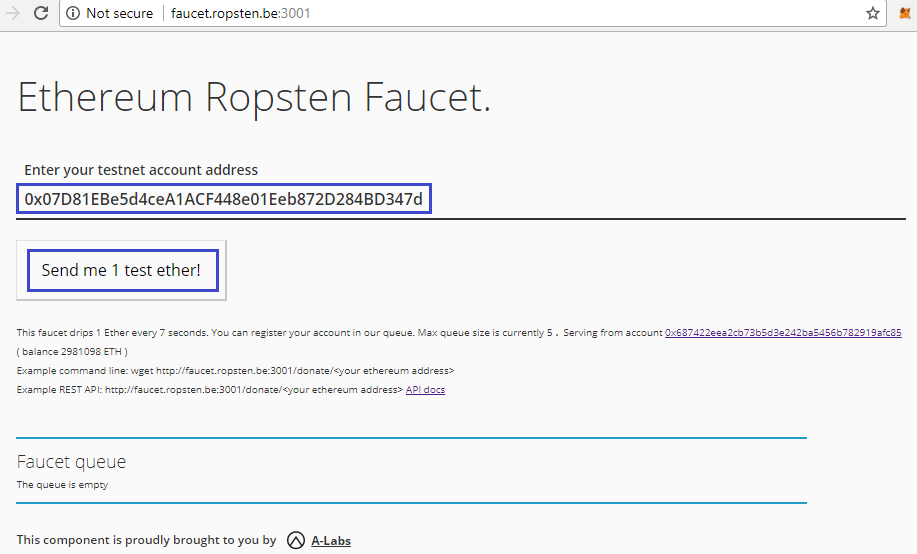 Not secure faucet.ropsten.be:3001
Ethereum Ropsten Faucet.
Enter your testnet account address
0x07D81EBe5d4ceA1ACF448e01Eeb872D284BD347d
Send me 1 test ether!
This faucet drips 1 Ether every 7 seconds. You can register your account in our queue. Max queue size is currently 5 . Serving from account 0x687422eea2cb73b5d3e242ba5456b782919afc85
( balance 2981098 ETH )
Example command line: wget http://faucet.ropsten.be:3001/donate/<your ethereum address>
Example REST API: http://faucet.ropsten.be:3001/donate/<your ethereum address> API docs
Faucet queue
The queue is empty
This component is proudly brought to you by A-Labs